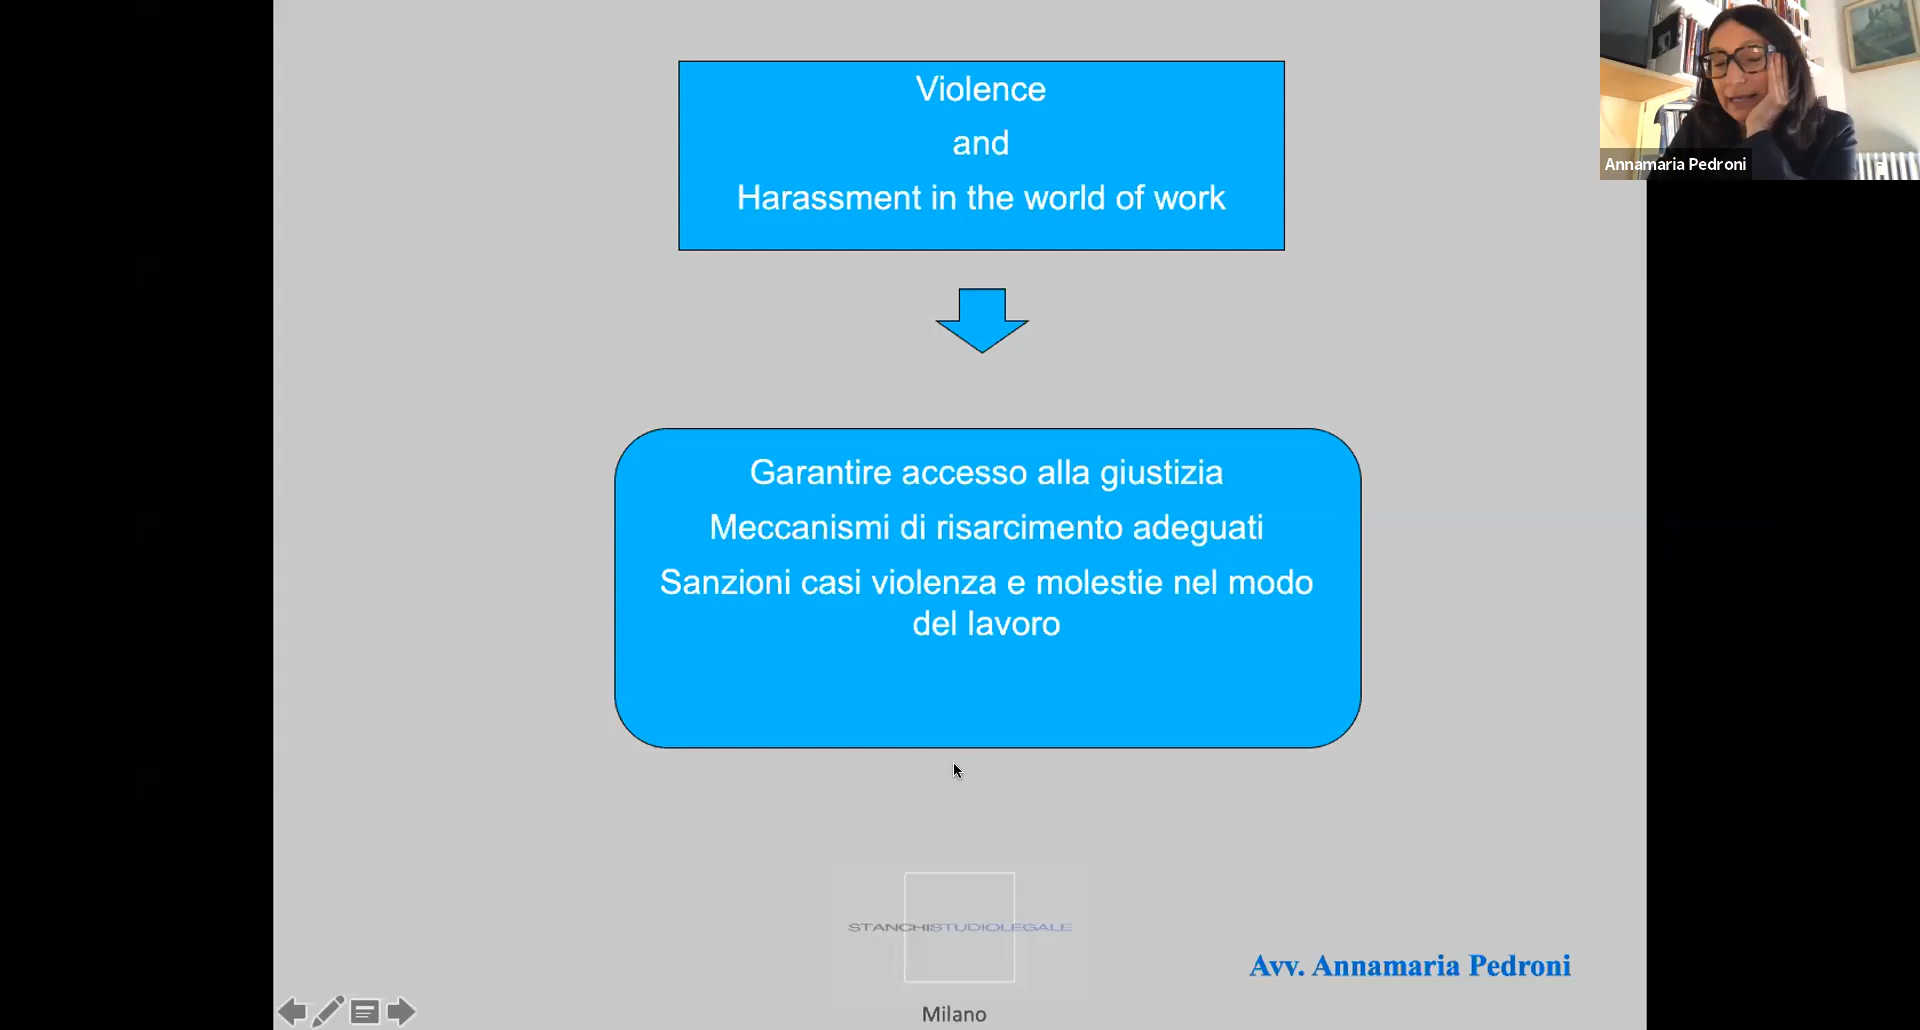 Violence
and
Harassment in the world of work
Annamaria Pedroni
Garantire accesso alla giustizia
Meccanismi di risarcimento adeguati
Sanzioni casi violenza e molestie nel modo
del lavoro
STANCHISTUDIOLEGALE
Avv. Annamaria Pedroni
Milano